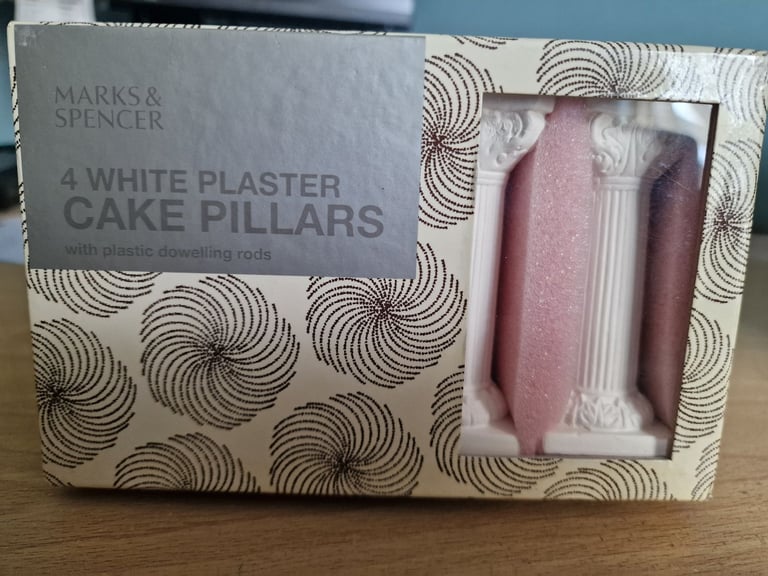 MARKS &
SPENCER
4 WHITE PLASTER
CAKE PILLARS
with plastic dowelling rods